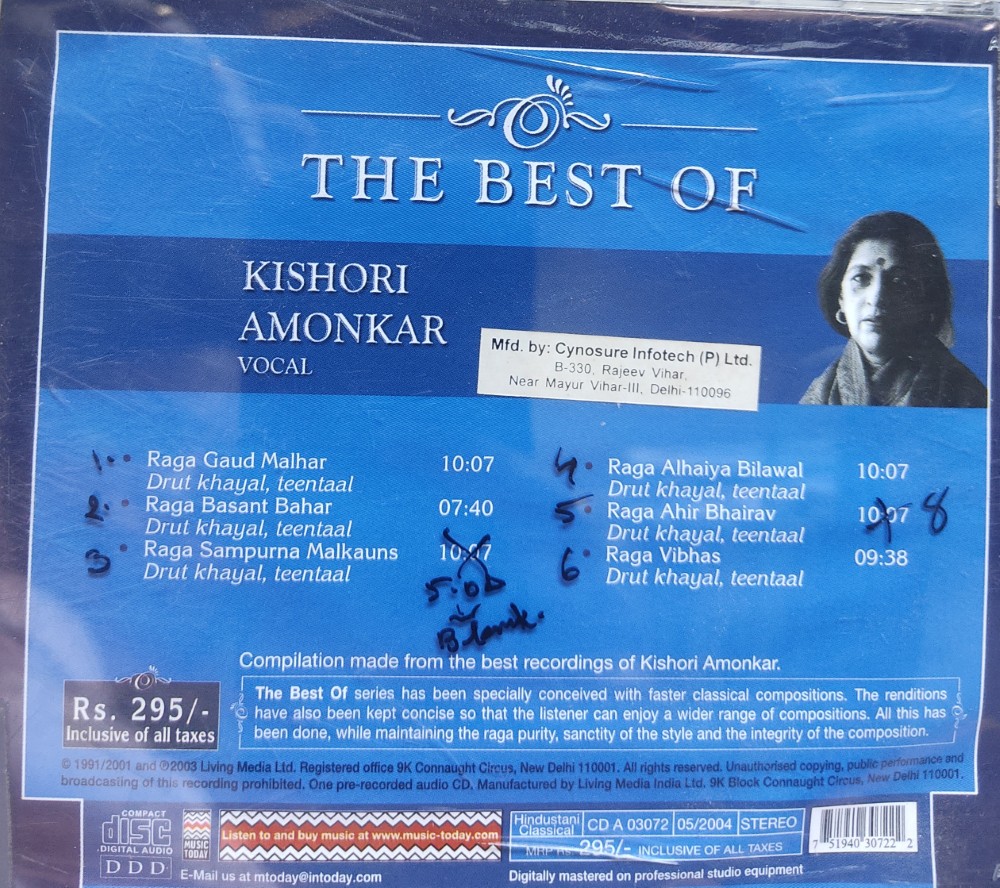 THE BEST OF
KISHORI
AMONKAR
VOCAL
Mfd. by: Cynosure Infotech (P) Ltd.
B-330, Rajeev Vihar,
Near Mayur Vihar-III, Delhi-110096
1. • Raga Gaud Malhar 10:07
Drut khayal, teentaal
2. • Raga Basant Bahar 07:40
Drut khayal, teentaal
3 • Raga Sampurna Malkauns 10:07
Drut khayal, teentaal
5:00
Blank.
4 • Raga Alhaiya Bilawal 10:07
Drut khayal, teentaal
5 • Raga Ahir Bhairav 10:07 8
Drut khayal, teentaal
6 • Raga Vibhas 09:38
Drut khayal, teentaal
Compilation made from the best recordings of Kishori Amonkar.
Rs. 295/-
Inclusive of all taxes
The Best Of series has been specially conceived with faster classical compositions. The renditions
have also been kept concise so that the listener can enjoy a wider range of compositions. All this has
been done, while maintaining the raga purity, sanctity of the style and the integrity of the composition.
© 1991/2001 and ℗2003 Living Media Ltd. Registered office 9K Connaught Circus, New Delhi 110001. All rights reserved. Unauthorised copying, public performance and
broadcasting of this recording prohibited. One pre-recorded audio CD. Manufactured by Living Media India Ltd. 9K Block Connaught Circus, New Delhi 110001.
COMPACT
disc
DIGITAL AUDIO
DDD
MUSIC
TODAY
Listen to and buy music at www.music-today.com
E-Mail us at mtoday@intoday.com
Hindustani
Classical
CD A 03072
05/2004
STEREO
MRP Rs. 295/- INCLUSIVE OF ALL TAXES
Digitally mastered on professional studio equipment
7 51940 30722 2